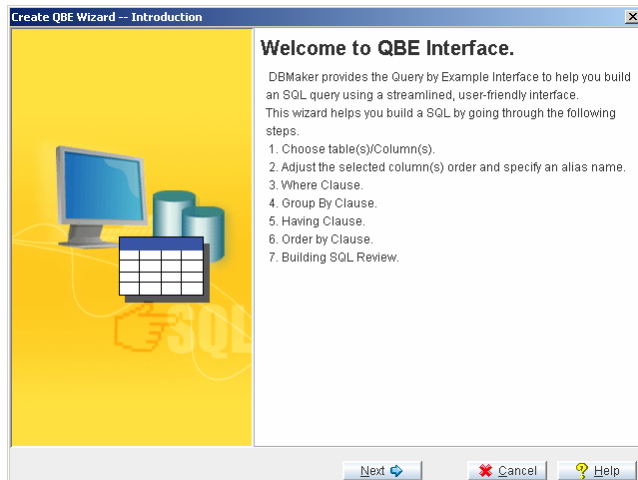 Create QBE Wizard -- Introduction
Welcome to QBE Interface.
DBMaker provides the Query by Example Interface to help you build
an SQL query using a streamlined, user-friendly interface.
This wizard helps you build a SQL by going through the following
steps.
1. Choose table(s)/Column(s).
2. Adjust the selected column(s) order and specify an alias name.
3. Where Clause.
4. Group By Clause.
5. Having Clause.
6. Order by Clause.
7. Building SQL Review.
SQL
Next
Cancel
Help